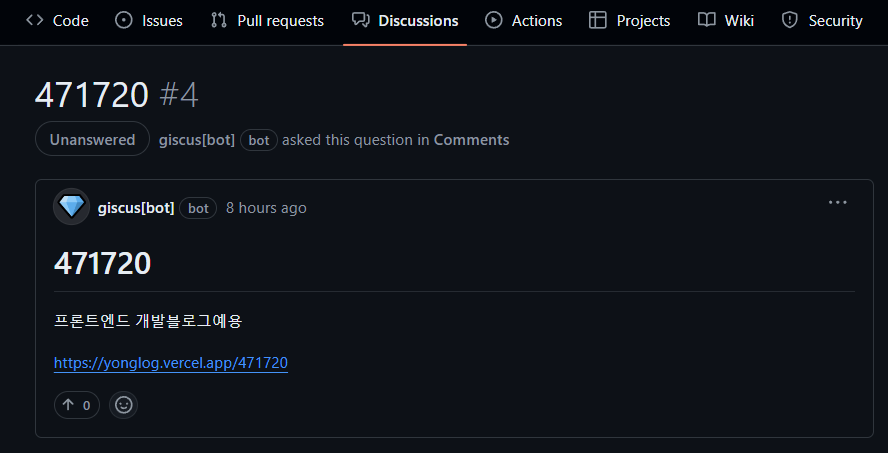 Code Issues Pull requests Discussions Actions Projects Wiki Security
471720 #4
Unanswered giscus[bot] bot asked this question in Comments
giscus[bot] bot 8 hours ago ...
471720
프론트엔드 개발블로그예용
https://yonglog.vercel.app/471720
0